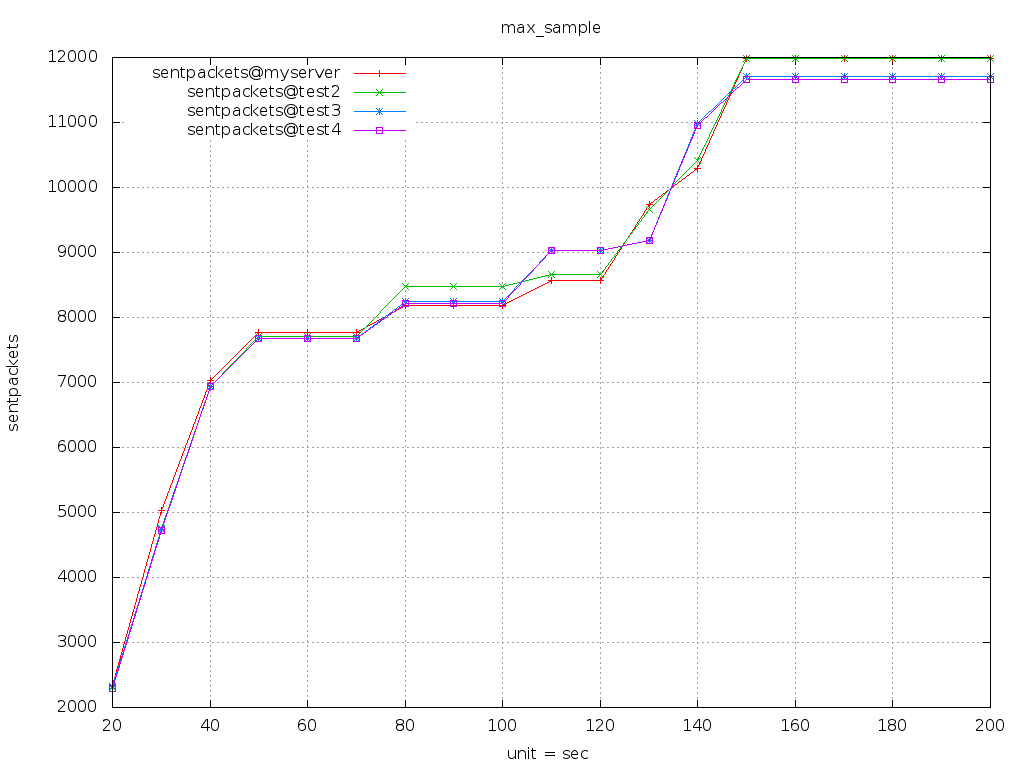 max_sample
12000
11000
10000
9000
8000
7000
6000
5000
4000
3000
2000
sentpackets
sentpackets@myserver
sentpackets@test2
sentpackets@test3
sentpackets@test4
20 40 60 80 100 120 140 160 180 200
unit = sec